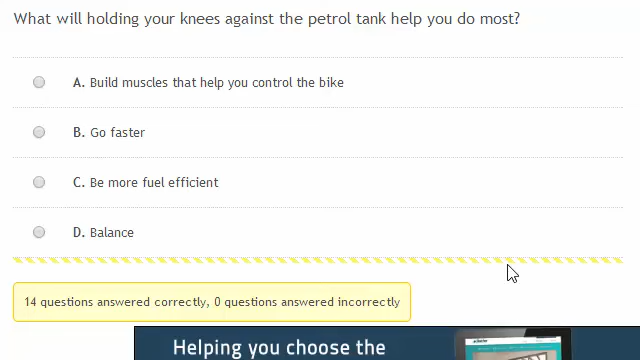 What will holding your knees against the petrol tank help you do most?
A. Build muscles that help you control the bike
B. Go faster
C. Be more fuel efficient
D. Balance
14 questions answered correctly, 0 questions answered incorrectly
Helping you choose the